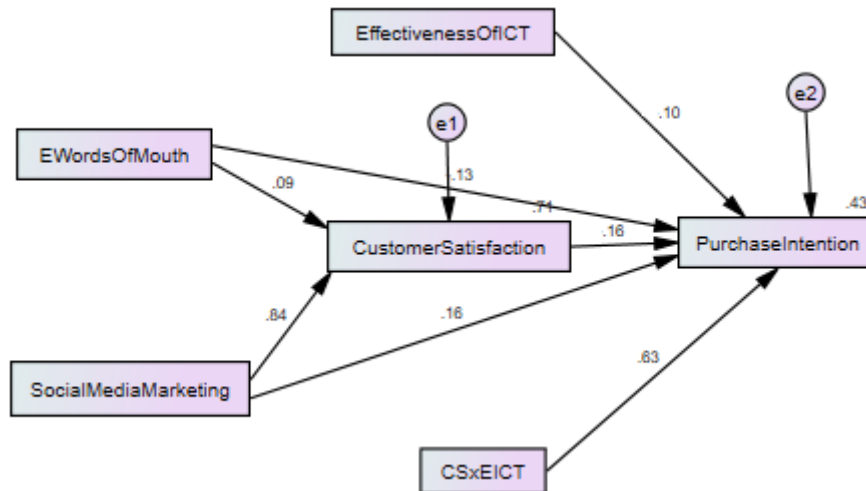 EffectivenessOfICT
e2
e1
.10
EWordsOfMouth
-.13
.09
.71
.43
.16
CustomerSatisfaction
PurchaseIntention
.84
.16
.63
SocialMediaMarketing
CSxEICT